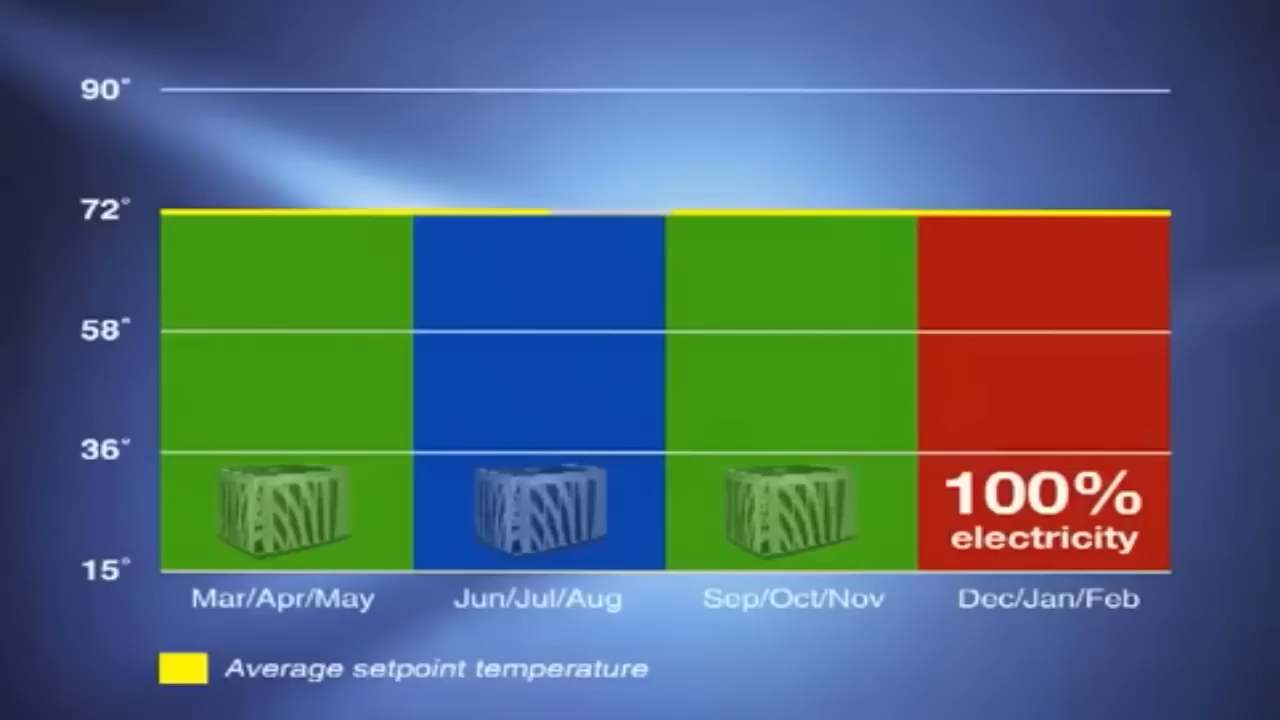 90°
72°
58°
36°
15°
100%
electricity
Mar/Apr/May Jun/Jul/Aug Sep/Oct/Nov Dec/Jan/Feb
Average setpoint temperature